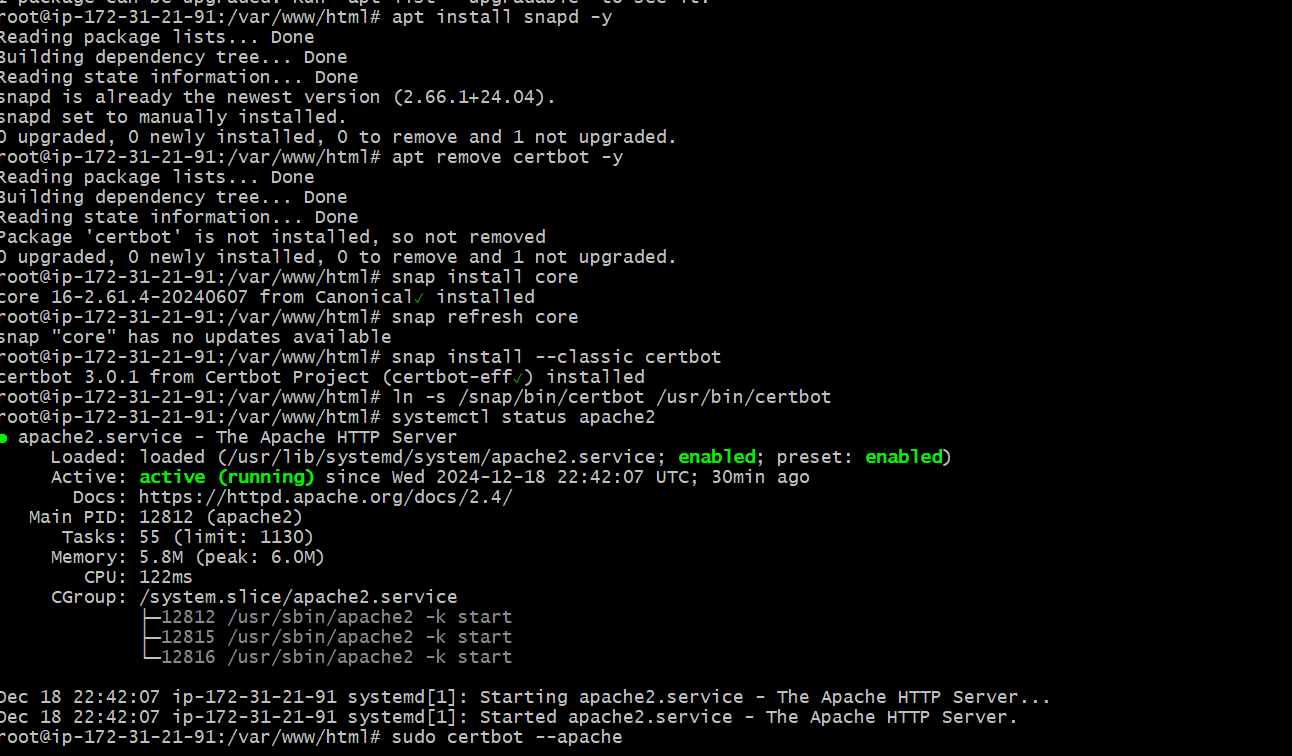 1 package can be upgraded. Run 'apt list --upgradable' to see it.
root@ip-172-31-21-91:/var/www/html# apt install snapd -y
Reading package lists... Done
Building dependency tree... Done
Reading state information... Done
snapd is already the newest version (2.66.1+24.04).
snapd set to manually installed.
0 upgraded, 0 newly installed, 0 to remove and 1 not upgraded.
root@ip-172-31-21-91:/var/www/html# apt remove certbot -y
Reading package lists... Done
Building dependency tree... Done
Reading state information... Done
Package 'certbot' is not installed, so not removed
0 upgraded, 0 newly installed, 0 to remove and 1 not upgraded.
root@ip-172-31-21-91:/var/www/html# snap install core
core 16-2.61.4-20240607 from Canonical✓ installed
root@ip-172-31-21-91:/var/www/html# snap refresh core
snap "core" has no updates available
root@ip-172-31-21-91:/var/www/html# snap install --classic certbot
certbot 3.0.1 from Certbot Project (certbot-eff✓) installed
root@ip-172-31-21-91:/var/www/html# ln -s /snap/bin/certbot /usr/bin/certbot
root@ip-172-31-21-91:/var/www/html# systemctl status apache2
● apache2.service - The Apache HTTP Server
Loaded: loaded (/usr/lib/systemd/system/apache2.service; enabled; preset: enabled)
Active: active (running) since Wed 2024-12-18 22:42:07 UTC; 30min ago
Docs: https://httpd.apache.org/docs/2.4/
Main PID: 12812 (apache2)
Tasks: 55 (limit: 1130)
Memory: 5.8M (peak: 6.0M)
CPU: 122ms
CGroup: /system.slice/apache2.service
├─12812 /usr/sbin/apache2 -k start
├─12815 /usr/sbin/apache2 -k start
└─12816 /usr/sbin/apache2 -k start
Dec 18 22:42:07 ip-172-31-21-91 systemd[1]: Starting apache2.service - The Apache HTTP Server...
Dec 18 22:42:07 ip-172-31-21-91 systemd[1]: Started apache2.service - The Apache HTTP Server.
root@ip-172-31-21-91:/var/www/html# sudo certbot --apache